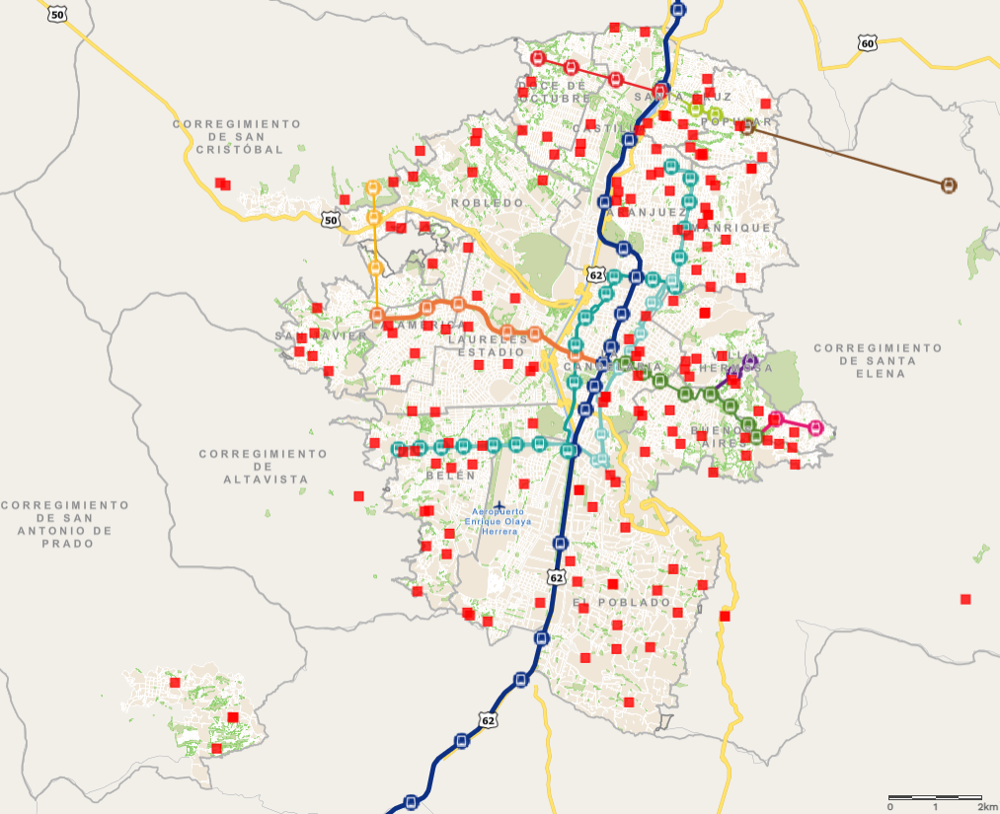 50
60
DOCE DE
OCTUBRE
SANTA CRUZ
POPULAR
CASTILLA
CORREGIMIENTO
DE SAN
CRISTÓBAL
ROBLEDO
ARANJUEZ
MANRIQUE
50
62
SAN JAVIER
LA AMÉRICA
LAURELES
ESTADIO
CANDELARIA
VILLA
HERMOSA
CORREGIMIENTO
DE SANTA
ELENA
BUENOS
AIRES
CORREGIMIENTO
DE
ALTAVISTA
BELÉN
CORREGIMIENTO
DE SAN
ANTONIO DE
PRADO
Aeropuerto
Enrique Olaya
Herrera
62
EL POBLADO
62
0 1 2km